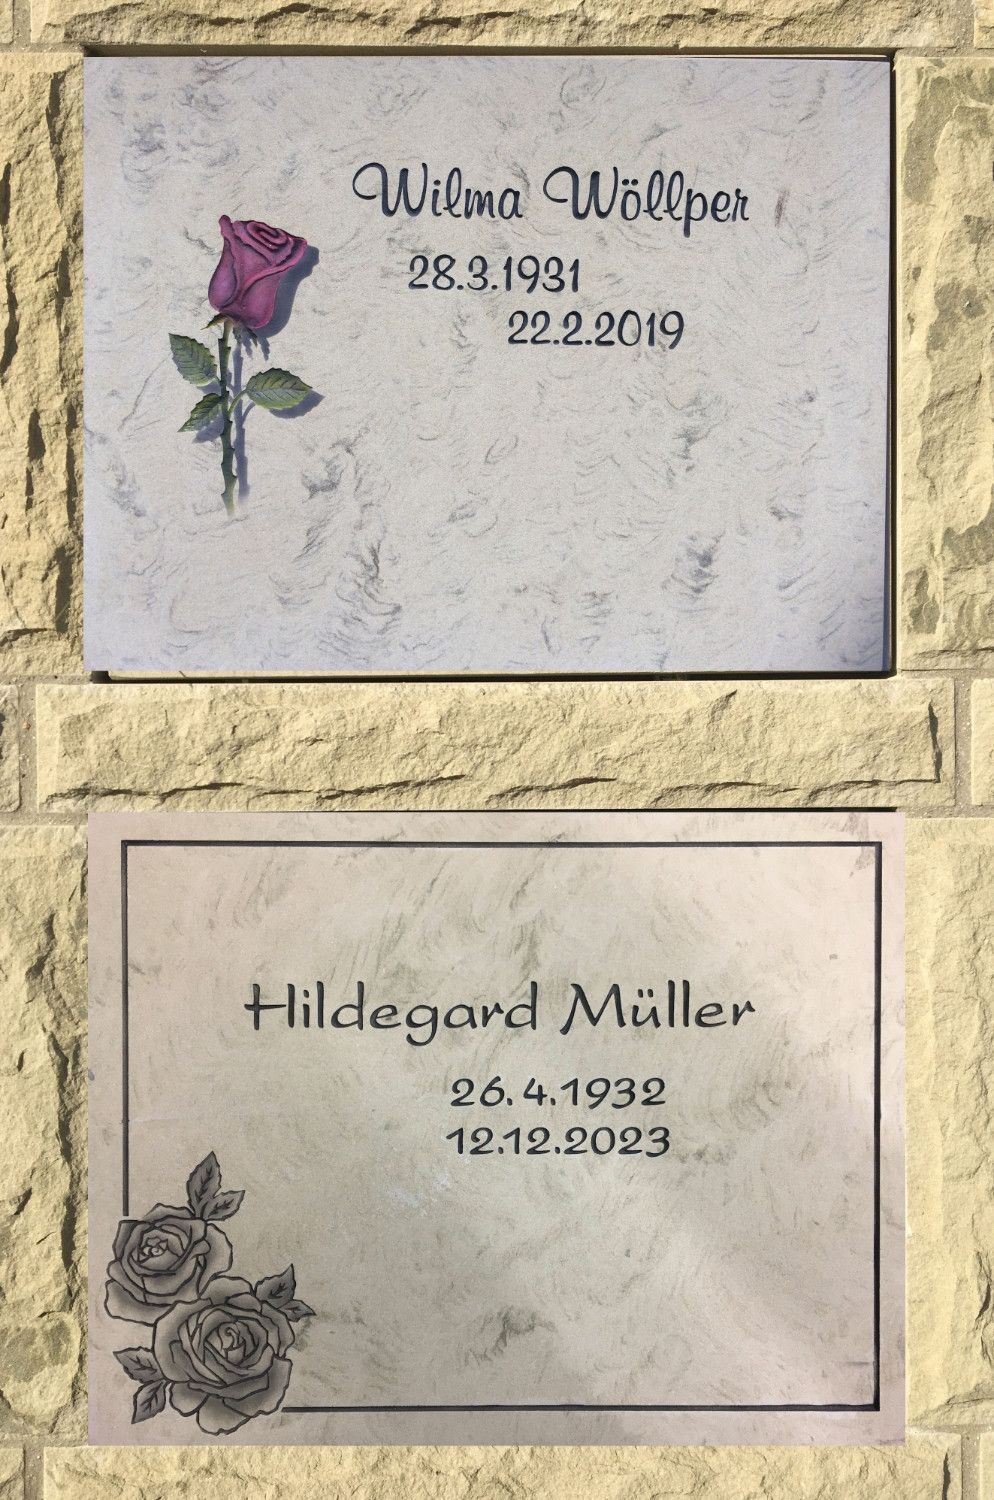 Wilma Wöllper
28.3.1931
22.2.2019
Hildegard Müller
26.4.1932
12.12.2023